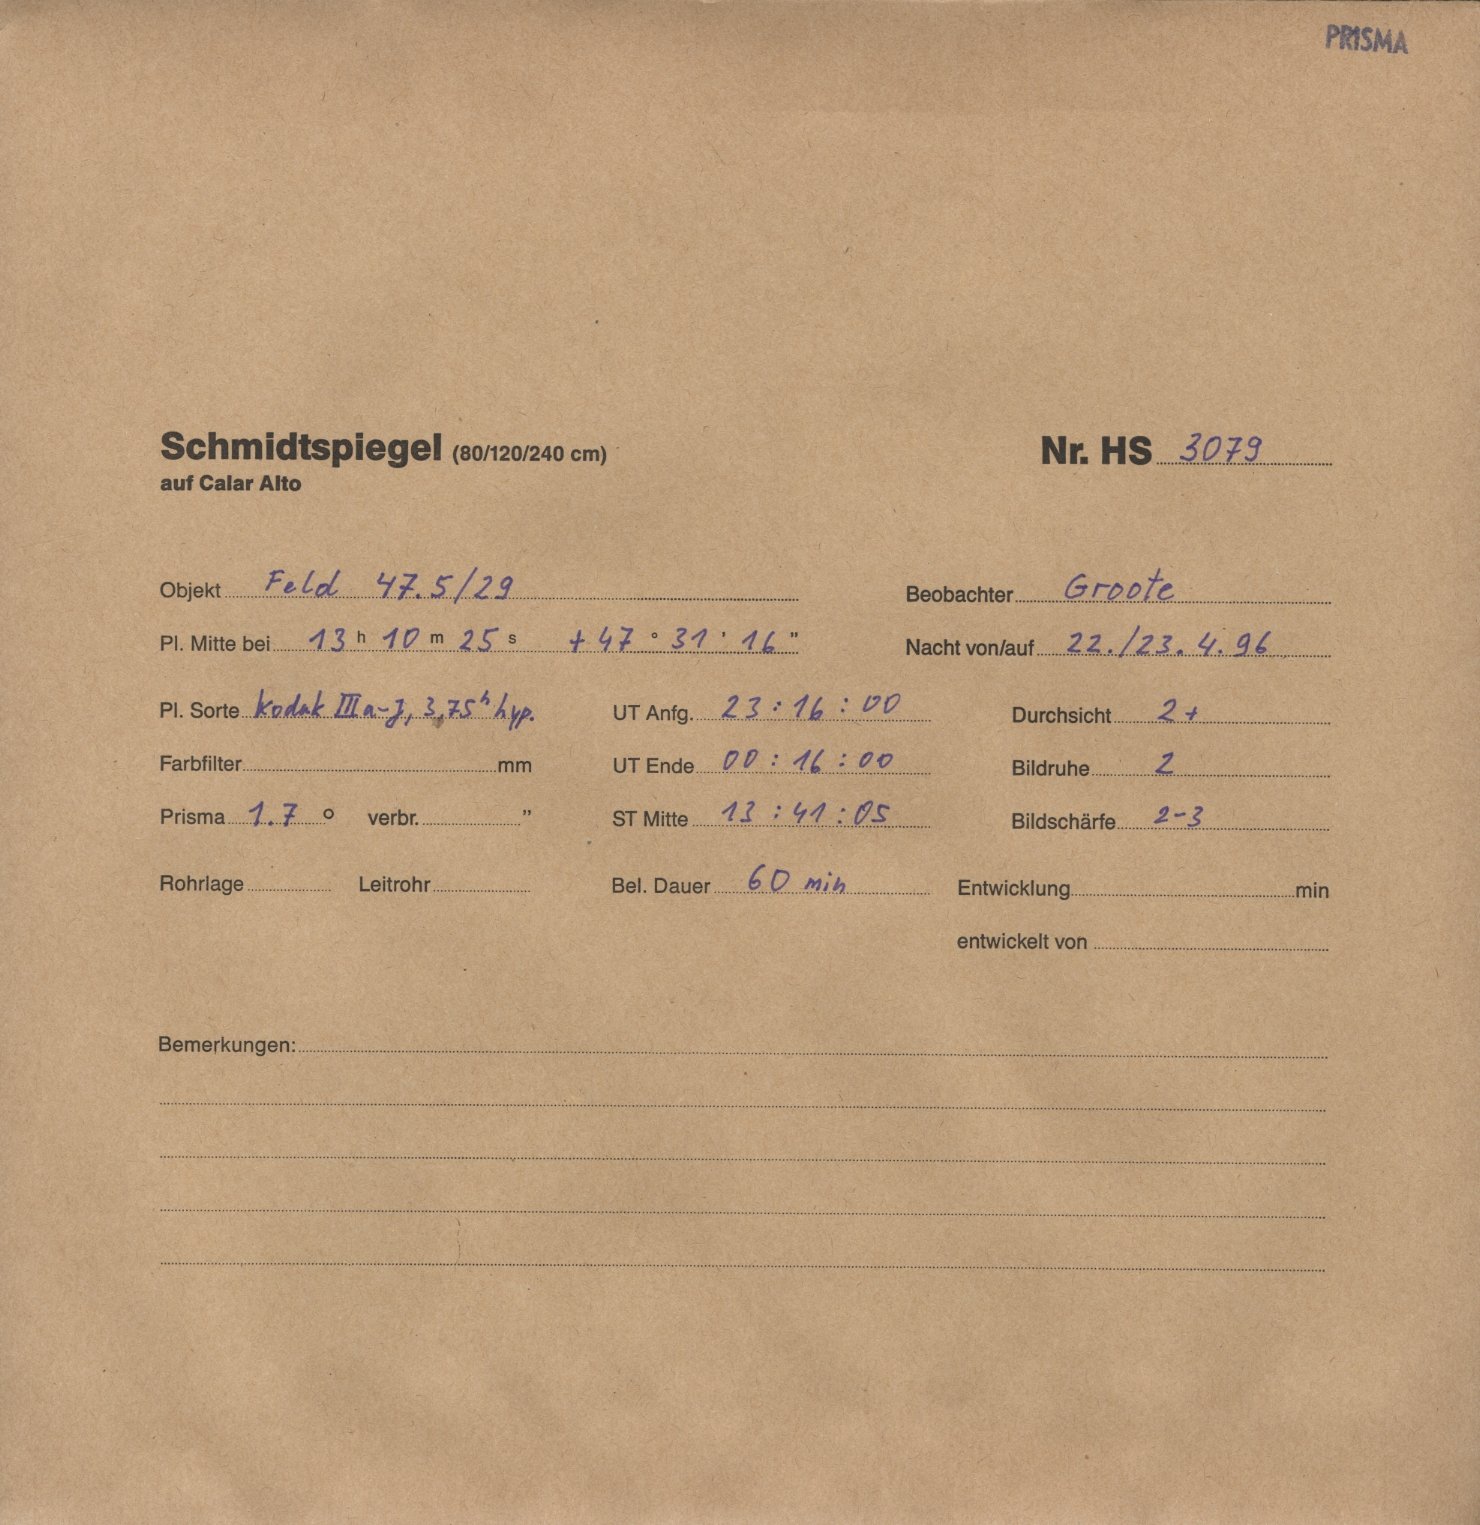 PRISMA
Schmidtspiegel (80/120/240 cm)
auf Calar Alto
Nr. HS 3079
Objekt Feld 47.5/29
Beobachter Groote
Pl. Mitte bei 13 h 10 m 25 s + 47 ° 31 ' 16 "
Nacht von/auf 22./23. 4. 96
Pl. Sorte Kodak IIIa-J, 3,75h hyp.
UT Anfg. 23 : 16 : 00
Durchsicht 2+
Farbfilter mm
UT Ende 00 : 16 : 00
Bildruhe 2
Prisma 1.7 ° verbr. "
ST Mitte 13 : 41 : 05
Bildschärfe 2-3
Rohrlage Leitrohr
Bel. Dauer 60 min
Entwicklung min
entwickelt von
Bemerkungen: